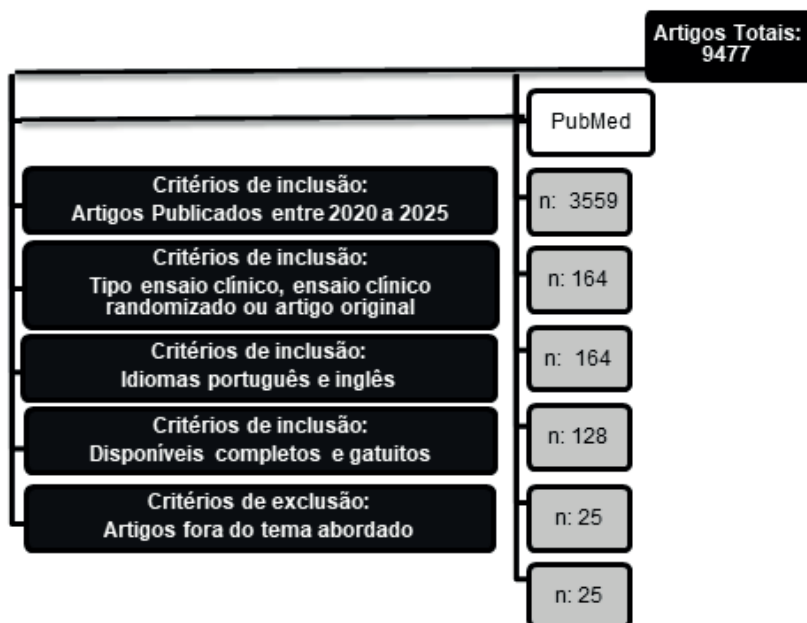 Artigos Totais:
9477
PubMed
Critérios de inclusão:
Artigos Publicados entre 2020 a 2025
n: 3559
Critérios de inclusão:
Tipo ensaio clínico, ensaio clínico
randomizado ou artigo original
n: 164
Critérios de inclusão:
Idiomas português e inglês
n: 164
Critérios de inclusão:
Disponíveis completos e gatuitos
n: 128
Critérios de exclusão:
Artigos fora do tema abordado
n: 25
n: 25